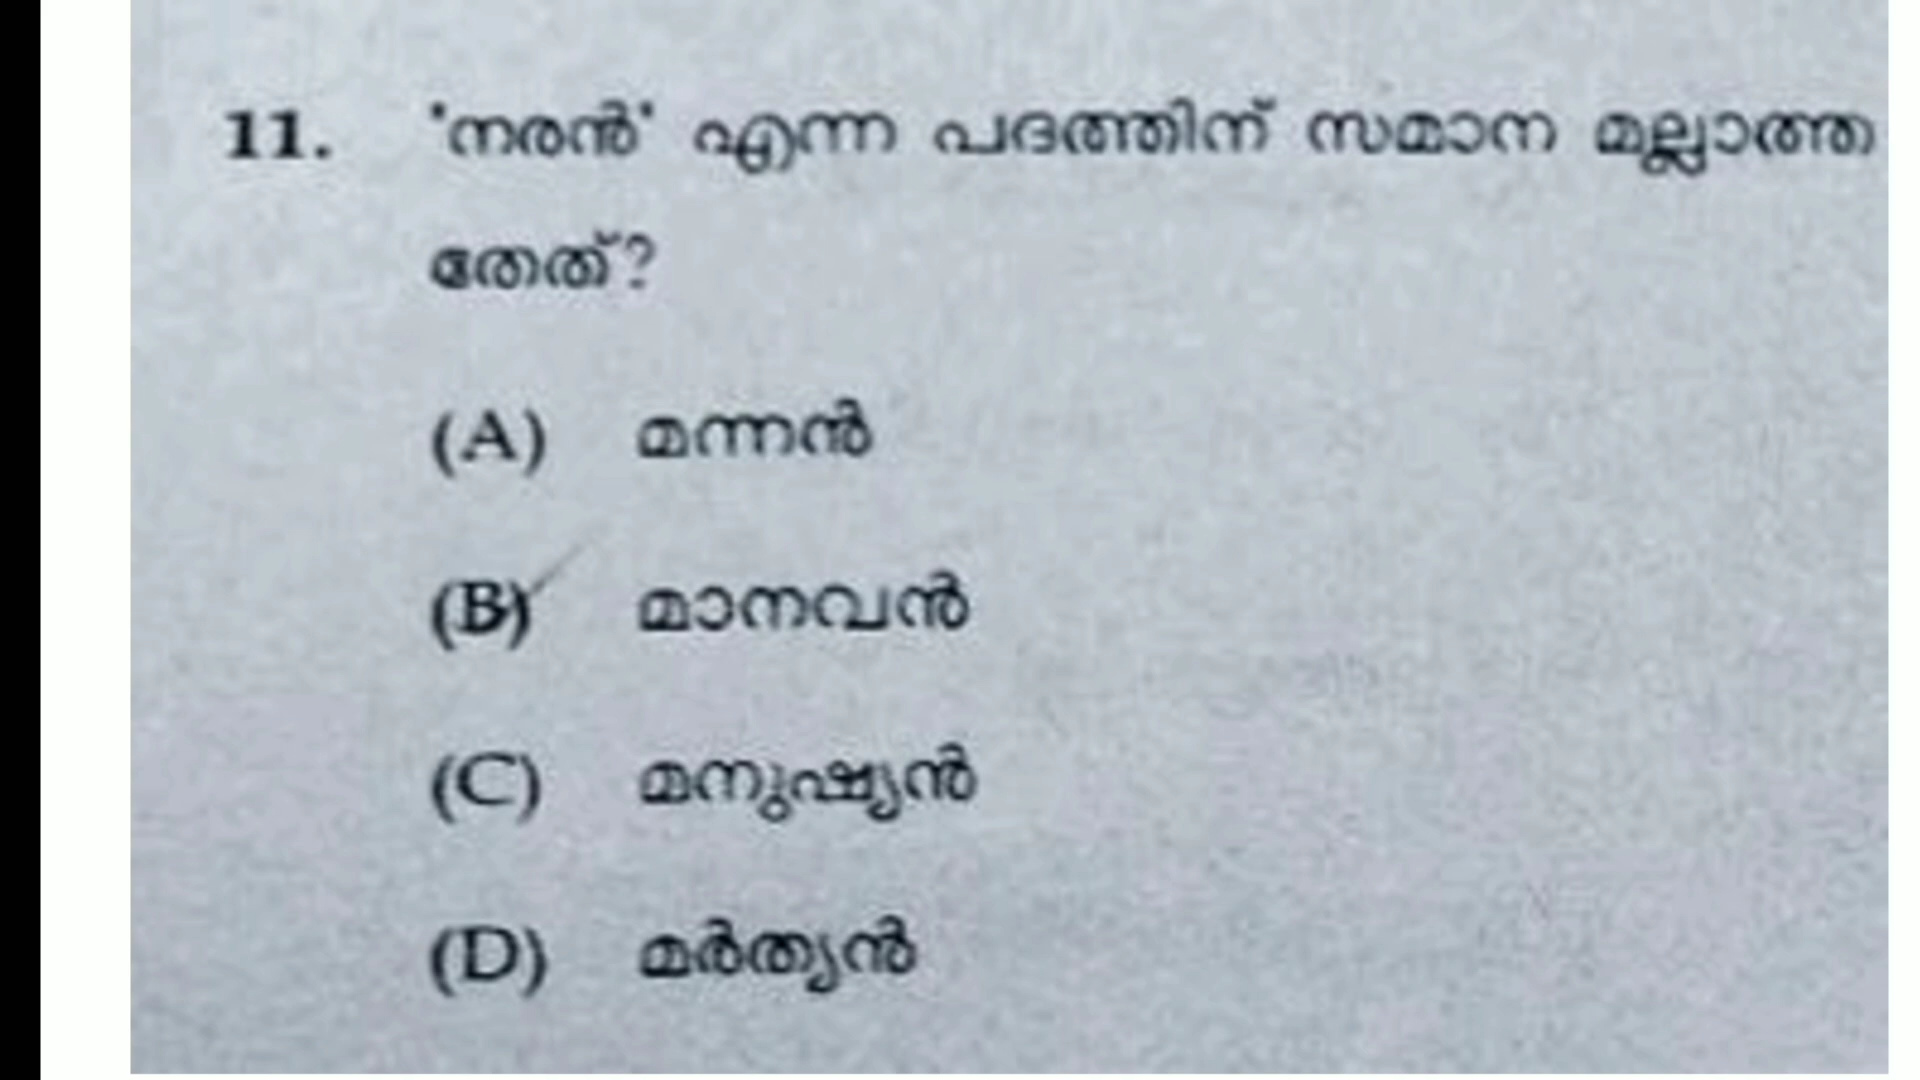 11. 'നരൻ' എന്ന പദത്തിന് സമാന മല്ലാത്ത
തേത്?
(A) മന്നൻ
(B) മാനവൻ
(C) മനുഷ്യൻ
(D) മർത്യൻ